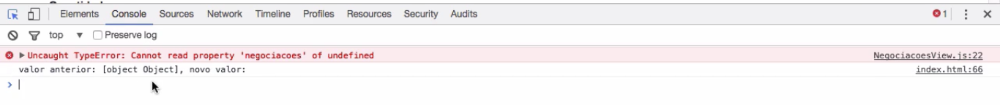 Elements Console Sources Network Timeline Profiles Resources Security Audits 1
top Preserve log
Uncaught TypeError: Cannot read property 'negociacoes' of undefined NegociacoesView.js:22
valor anterior: [object Object], novo valor: index.html:66